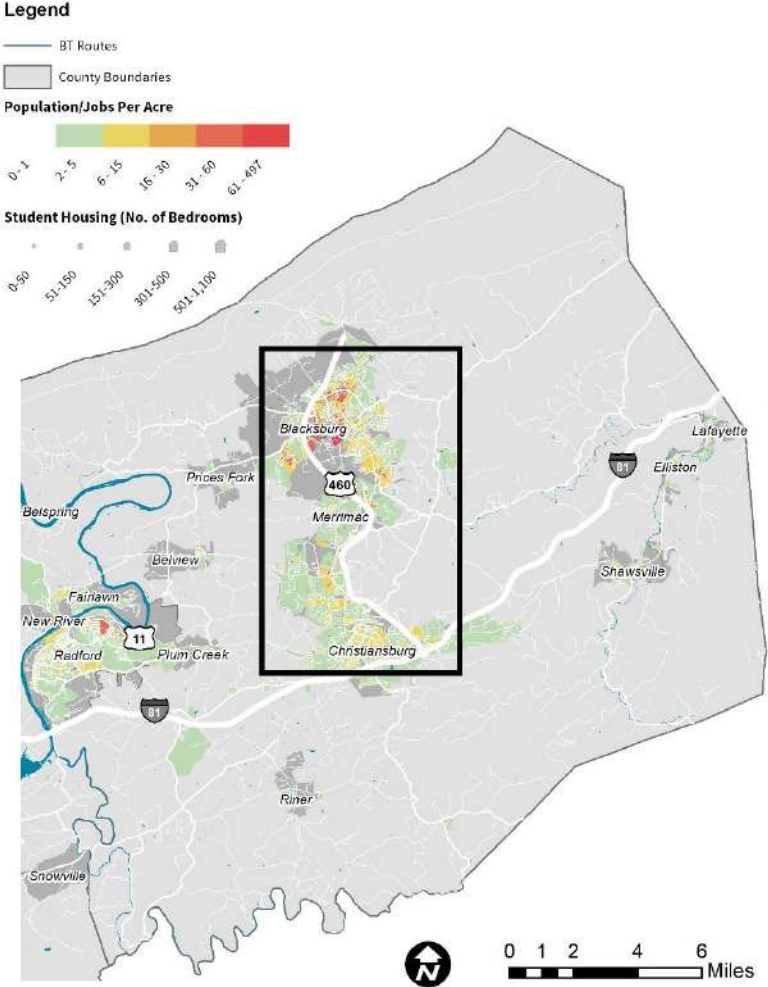 Legend
BT Routes
County Boundaries
Population/Jobs Per Acre
0 - 1
2 - 5
6 - 15
16 - 30
31 - 60
61 - 497
Student Housing (No. of Bedrooms)
0-50
51-150
151-300
301-500
501-1,100
Blacksburg
Lafayette
81
Elliston
Prices Fork
460
Belspring
Merrimac
Belview
Shawsville
Fairlawn
New River
11
Radford
Plum Creek
Christiansburg
81
Riner
Snowville
N
0 1 2 4 6
Miles